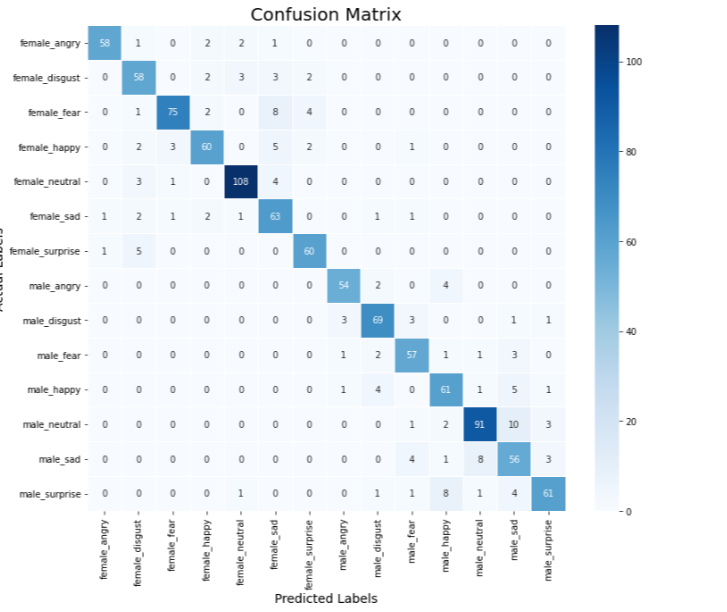 Confusion Matrix
female_angry 58 1 0 2 2 1 0 0 0 0 0 0 0 0
female_disgust 0 58 0 2 3 3 2 0 0 0 0 0 0 0
female_fear 0 1 75 2 0 8 4 0 0 0 0 0 0 0
female_happy 0 2 3 60 0 5 2 0 0 1 0 0 0 0
female_neutral 0 3 1 0 108 4 0 0 0 0 0 0 0 0
female_sad 1 2 1 2 1 63 0 0 1 1 0 0 0 0
female_surprise 1 5 0 0 0 0 60 0 0 0 0 0 0 0
male_angry 0 0 0 0 0 0 0 54 2 0 4 0 0 0
male_disgust 0 0 0 0 0 0 0 3 69 3 0 0 1 1
male_fear 0 0 0 0 0 0 0 1 2 57 1 1 3 0
male_happy 0 0 0 0 0 0 0 1 4 0 61 1 5 1
male_neutral 0 0 0 0 0 0 0 0 0 1 2 91 10 3
male_sad 0 0 0 0 0 0 0 0 0 4 1 8 56 3
male_surprise 0 0 0 0 1 0 0 0 1 1 8 1 4 61
female_angry
female_disgust
female_fear
female_happy
female_neutral
female_sad
female_surprise
male_angry
male_disgust
male_fear
male_happy
male_neutral
male_sad
male_surprise
Predicted Labels
100
80
60
40
20
0